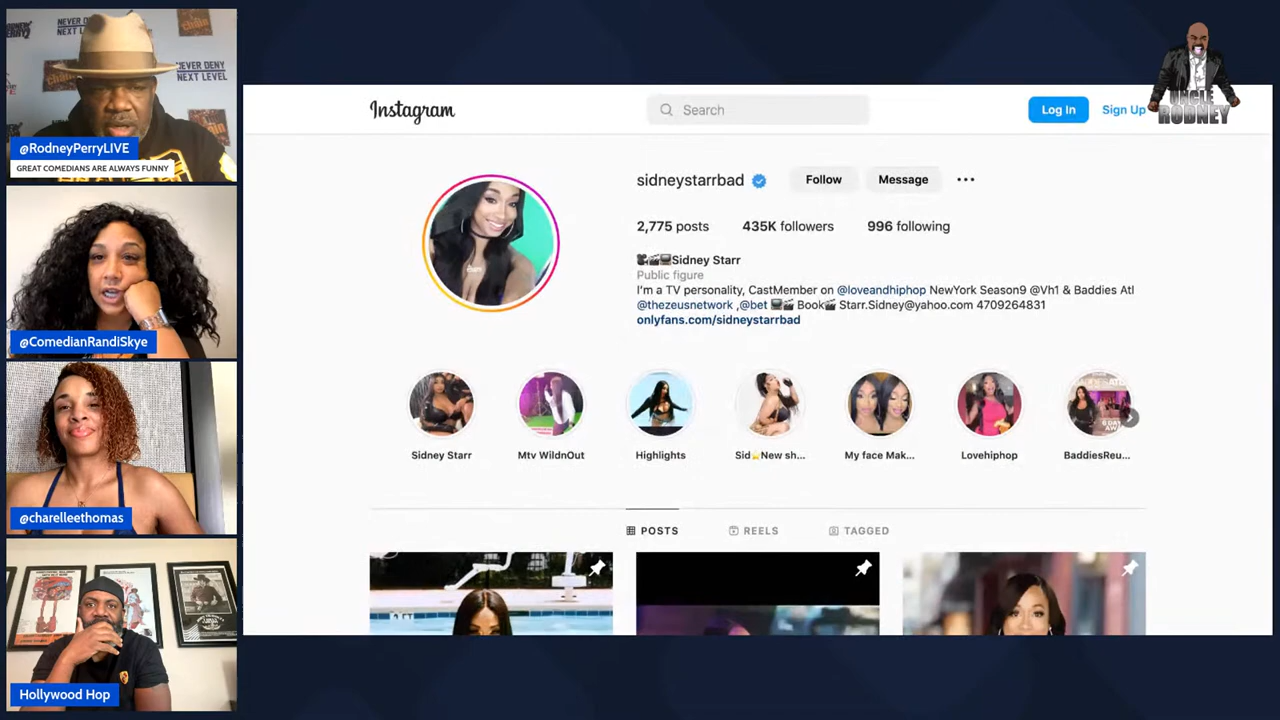 NEVER DENY
NEXT LEVEL
@RodneyPerryLIVE
GREAT COMEDIANS ARE ALWAYS FUNNY
@ComedianRandiSkye
@charelleethomas
Hollywood Hop
UNCLE
RODNEY
Instagram
Search
Log In
Sign Up
sidneystarrbad
Follow
Message
2,775 posts
435K followers
996 following
Sidney Starr
Public figure
I'm a TV personality, CastMember on @loveandhiphop NewYork Season9 @Vh1 & Baddies Atl
@thezeusnetwork ,@bet Book Starr.Sidney@yahoo.com 4709264831
onlyfans.com/sidneystarrbad
Sidney Starr
Mtv WildnOut
Highlights
Sid⭐New sh...
My face Mak...
Lovehiphop
BaddiesReu...
POSTS
REELS
TAGGED